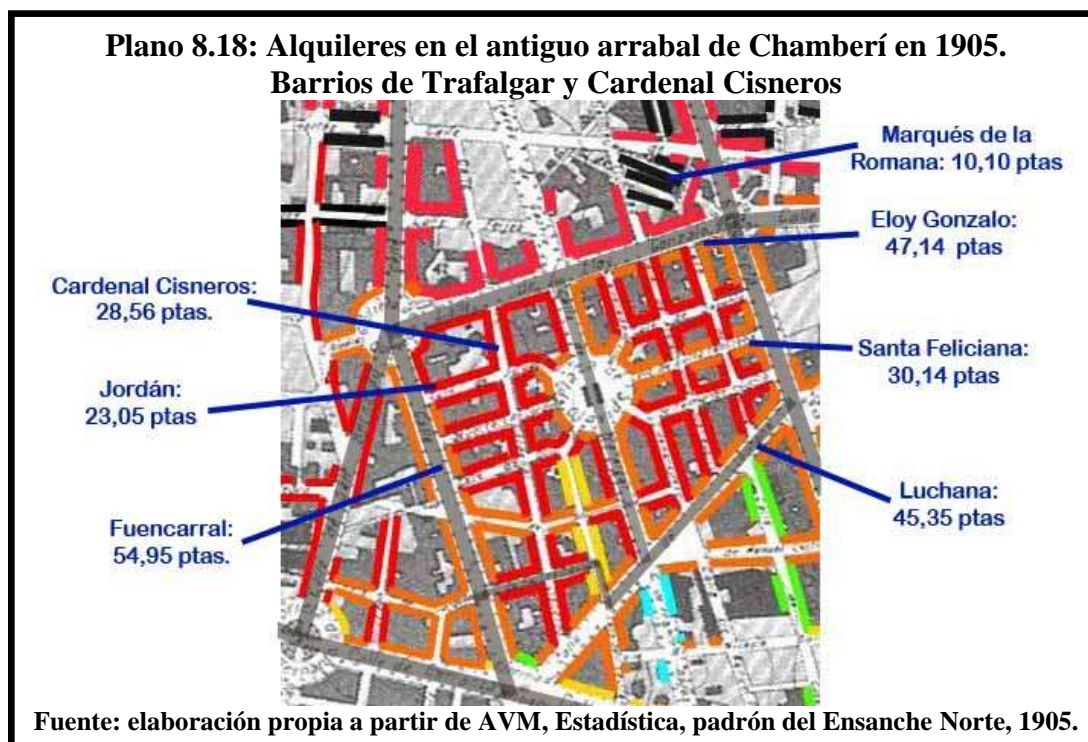 Plano 8.18: Alquileres en el antiguo arrabal de Chamberí en 1905.
Barrios de Trafalgar y Cardenal Cisneros
Marqués de la
Romana: 10,10 ptas
Eloy Gonzalo:
47,14 ptas
Cardenal Cisneros:
28,56 ptas.
Santa Feliciana:
30,14 ptas
Jordán:
23,05 ptas
Luchana:
45,35 ptas
Fuencarral:
54,95 ptas.
Fuente: elaboración propia a partir de AVM, Estadística, padrón del Ensanche Norte, 1905.